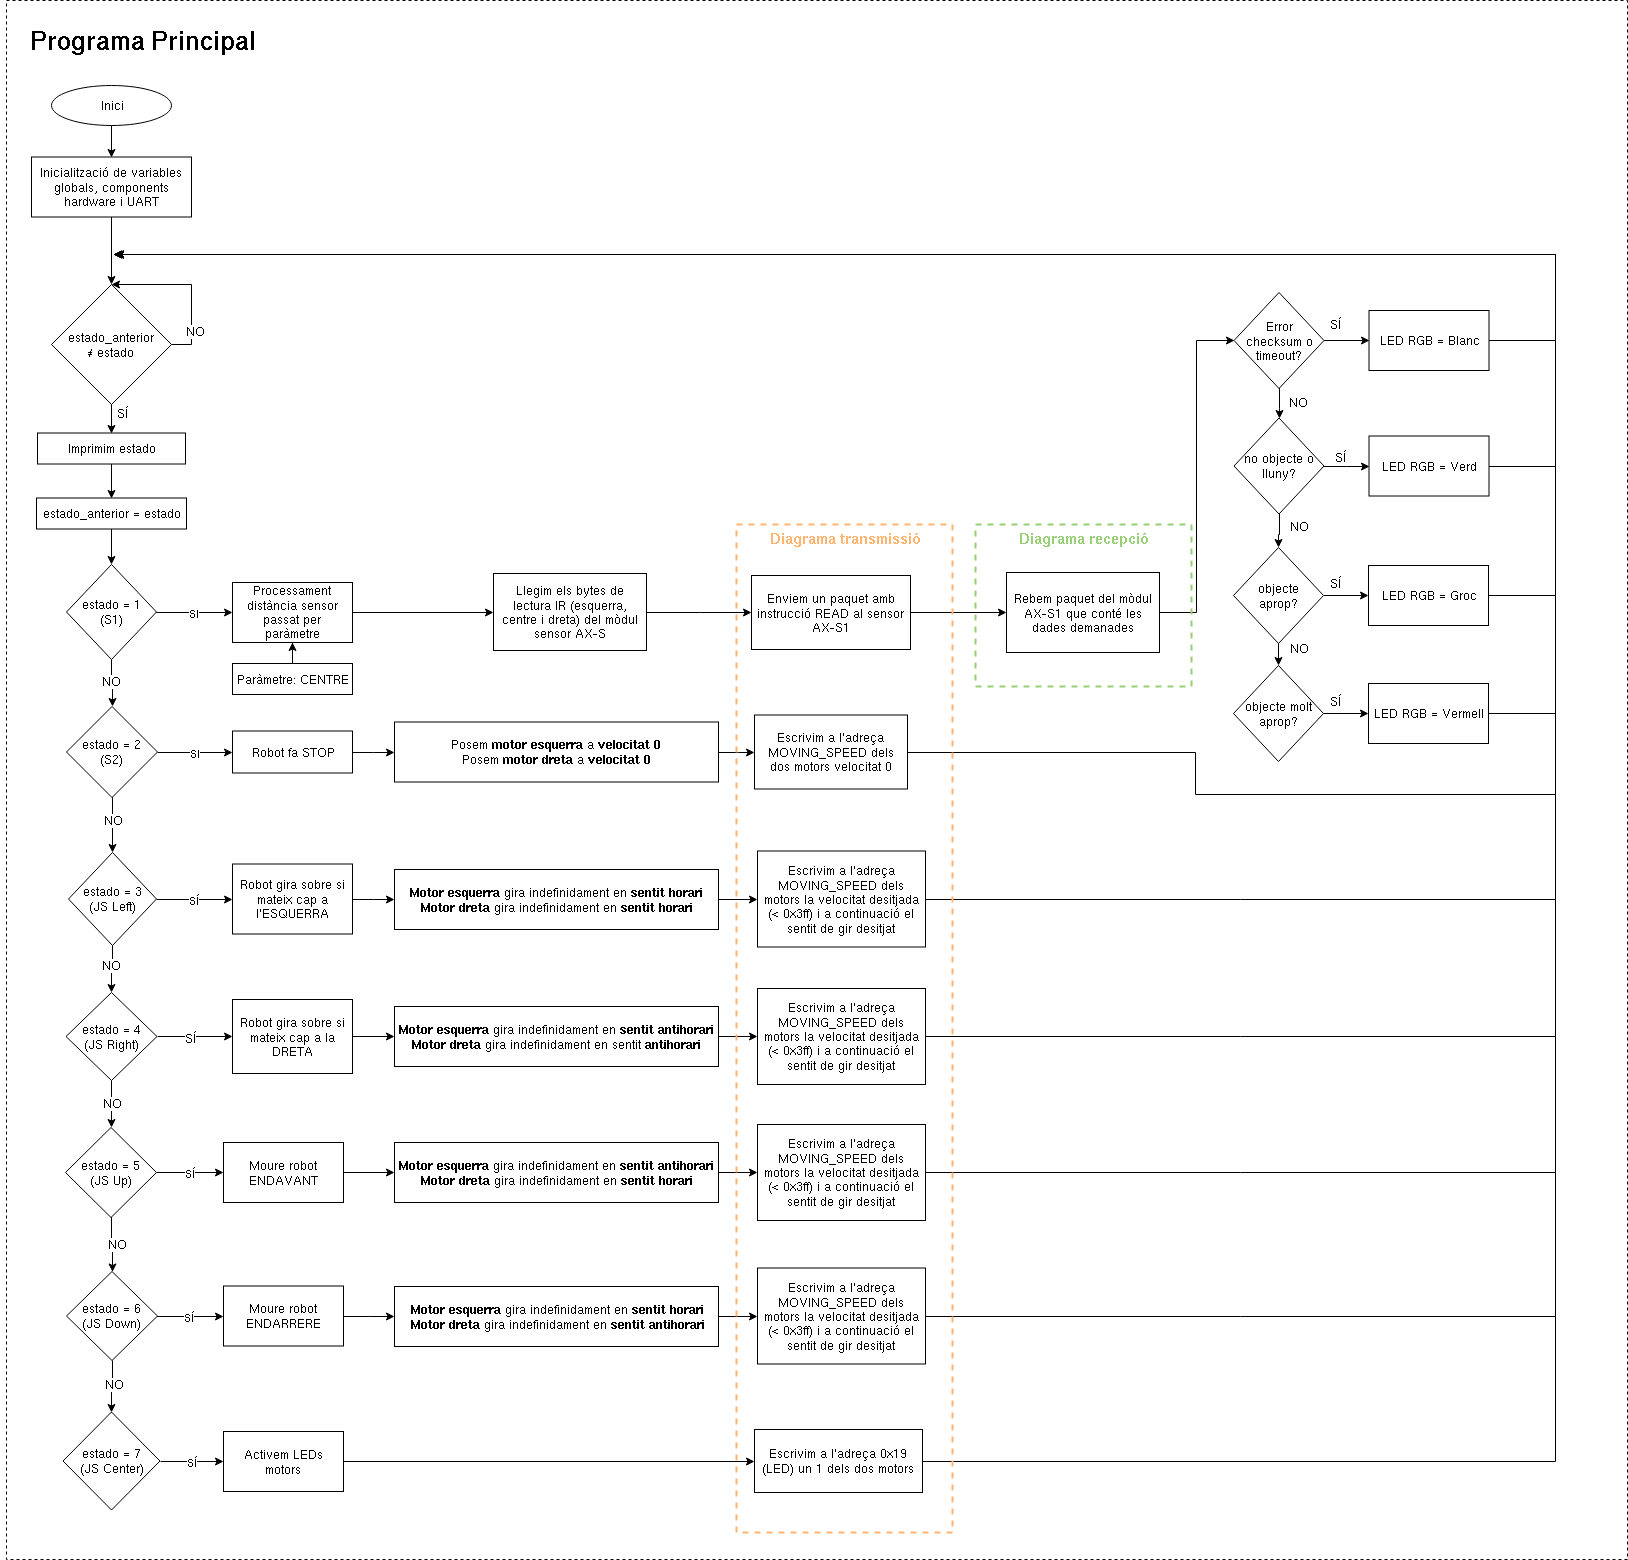 Programa Principal
Inici
Inicialització de variables
globals, components
hardware i UART
estado_anterior
≠ estado
NO
SÍ
Imprimim estado
estado_anterior = estado
estado = 1
(S1)
SI
Processament
distància sensor
passat per
paràmetre
Paràmetre: CENTRE
Llegim els bytes de
lectura IR (esquerra,
centre i dreta) del mòdul
sensor AX-S
Diagrama transmissió
Enviem un paquet amb
instrucció READ al sensor
AX-S1
Diagrama recepció
Rebem paquet del mòdul
AX-S1 que conté les
dades demanades
Error
checksum o
timeout?
SÍ
LED RGB = Blanc
NO
no objecte o
lluny?
SÍ
LED RGB = Verd
NO
objecte
aprop?
SÍ
LED RGB = Groc
NO
objecte molt
aprop?
SÍ
LED RGB = Vermell
NO
estado = 2
(S2)
SI
Robot fa STOP
Posem motor esquerra a velocitat 0
Posem motor dreta a velocitat 0
Escrivim a l'adreça
MOVING_SPEED dels
dos motors velocitat 0
NO
estado = 3
(JS Left)
SÍ
Robot gira sobre si
mateix cap a
l'ESQUERRA
Motor esquerra gira indefinidament en sentit horari
Motor dreta gira indefinidament en sentit horari
Escrivim a l'adreça
MOVING_SPEED dels
motors la velocitat desitjada
(< 0x3ff) i a continuació el
sentit de gir desitjat
NO
estado = 4
(JS Right)
SÍ
Robot gira sobre si
mateix cap a la
DRETA
Motor esquerra gira indefinidament en sentit antihorari
Motor dreta gira indefinidament en sentit antihorari
Escrivim a l'adreça
MOVING_SPEED dels
motors la velocitat desitjada
(< 0x3ff) i a continuació el
sentit de gir desitjat
NO
estado = 5
(JS Up)
SÍ
Moure robot
ENDAVANT
Motor esquerra gira indefinidament en sentit antihorari
Motor dreta gira indefinidament en sentit horari
Escrivim a l'adreça
MOVING_SPEED dels
motors la velocitat desitjada
(< 0x3ff) i a continuació el
sentit de gir desitjat
NO
estado = 6
(JS Down)
SÍ
Moure robot
ENDARRERE
Motor esquerra gira indefinidament en sentit horari
Motor dreta gira indefinidament en sentit antihorari
Escrivim a l'adreça
MOVING_SPEED dels
motors la velocitat desitjada
(< 0x3ff) i a continuació el
sentit de gir desitjat
NO
estado = 7
(JS Center)
SÍ
Activem LEDs
motors
Escrivim a l'adreça 0x19
(LED) un 1 dels dos motors